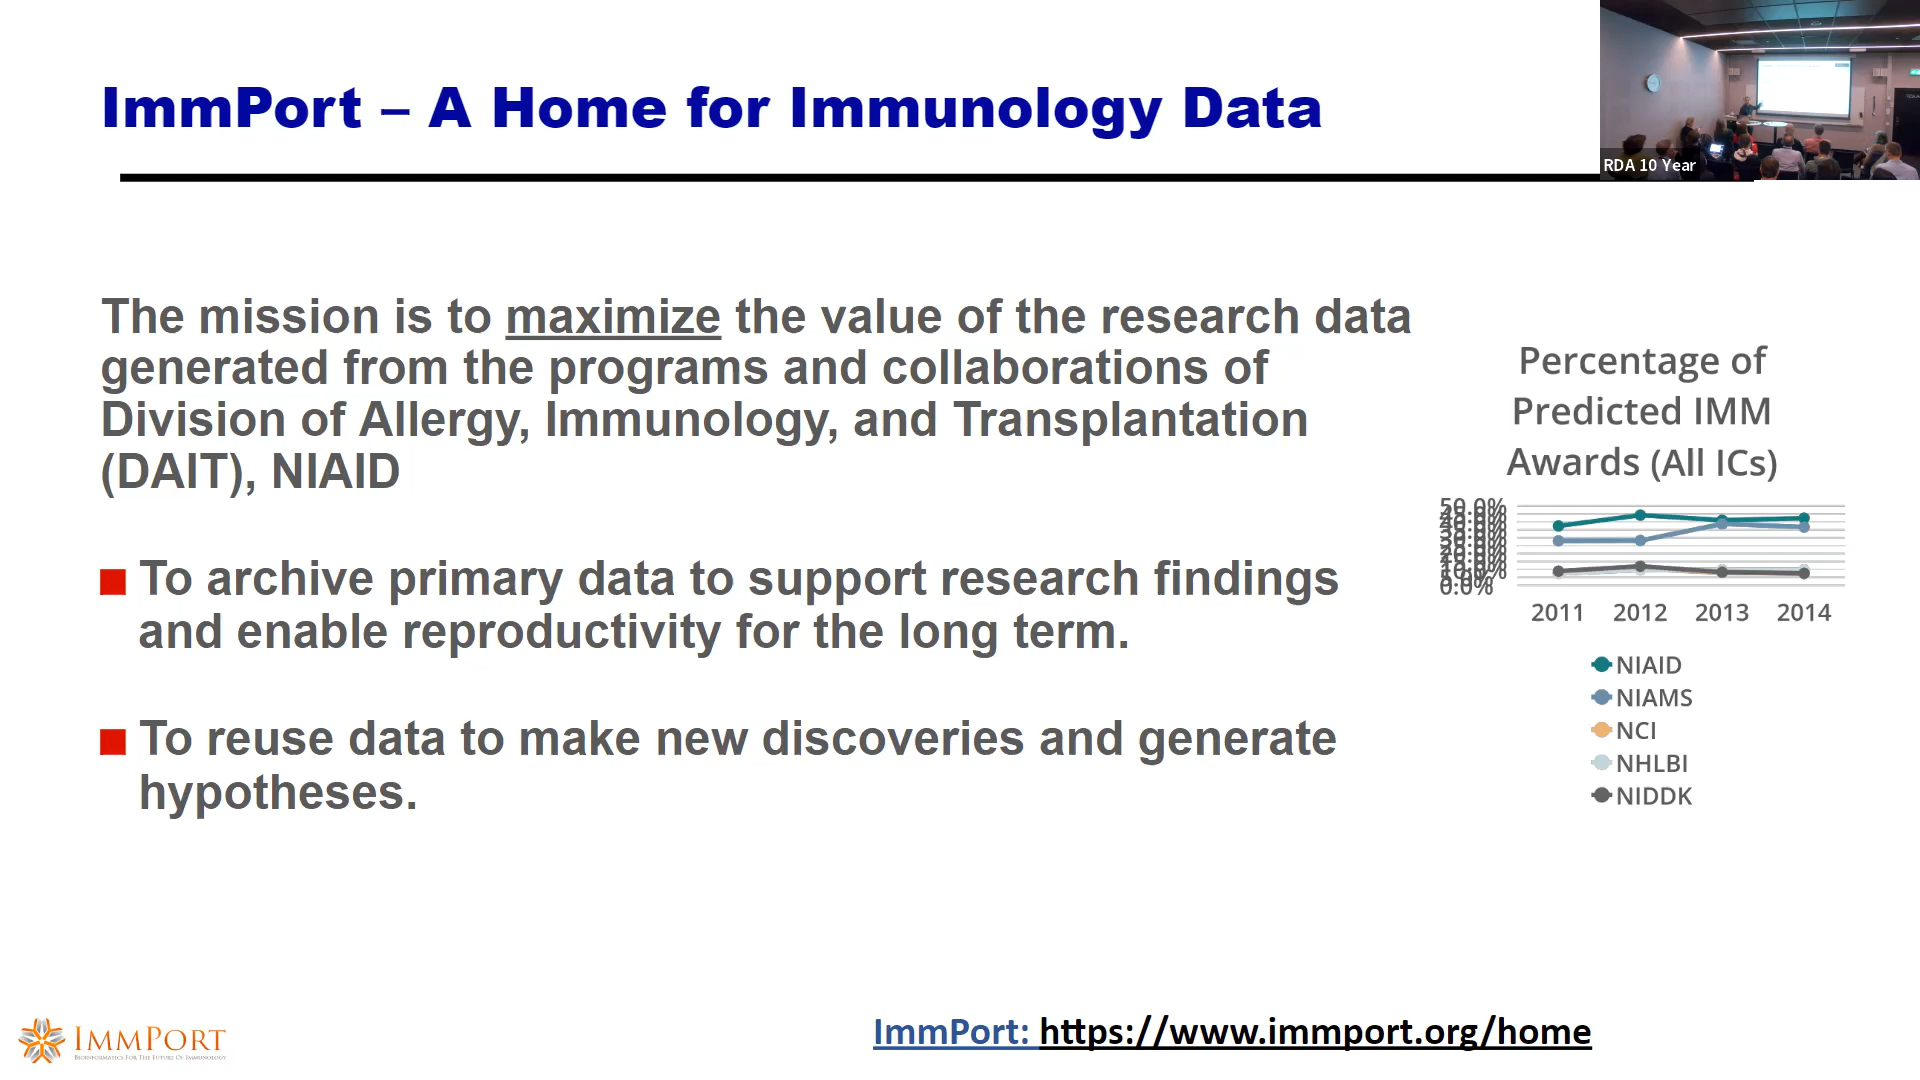 ImmPort – A Home for Immunology Data
RDA 10 Year
The mission is to maximize the value of the research data
generated from the programs and collaborations of
Division of Allergy, Immunology, and Transplantation
(DAIT), NIAID
To archive primary data to support research findings
and enable reproductivity for the long term.
To reuse data to make new discoveries and generate
hypotheses.
Percentage of
Predicted IMM
Awards (All ICs)
50.0%
0.0%
2011 2012 2013 2014
NIAID
NIAMS
NCI
NHLBI
NIDDK
IMMPORT
BIOINFORMATICS FOR THE FUTURE OF IMMUNOLOGY
ImmPort: https://www.immport.org/home